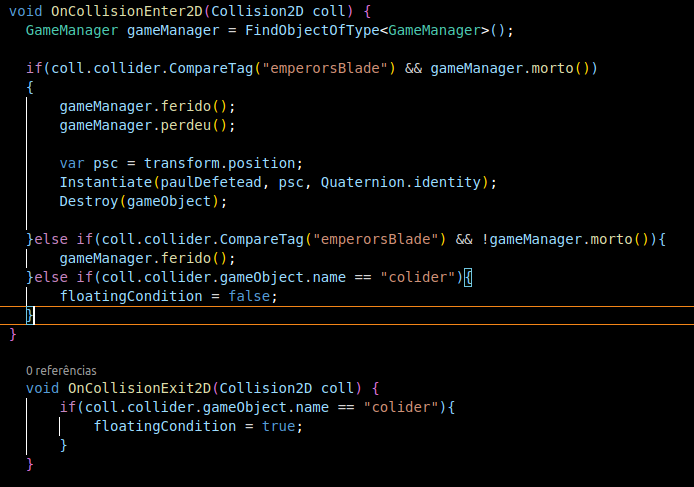 void OnCollisionEnter2D(Collision2D coll) {
GameManager gameManager = FindObjectOfType<GameManager>();
if(coll.collider.CompareTag("emperorsBlade") && gameManager.morto())
{
gameManager.ferido();
gameManager.perdeu();
var psc = transform.position;
Instantiate(paulDefetead, psc, Quaternion.identity);
Destroy(gameObject);
}else if(coll.collider.CompareTag("emperorsBlade") && !gameManager.morto()){
gameManager.ferido();
}else if(coll.collider.gameObject.name == "colider"){
floatingCondition = false;
}
}
0 referências
void OnCollisionExit2D(Collision2D coll) {
if(coll.collider.gameObject.name == "colider"){
floatingCondition = true;
}
}